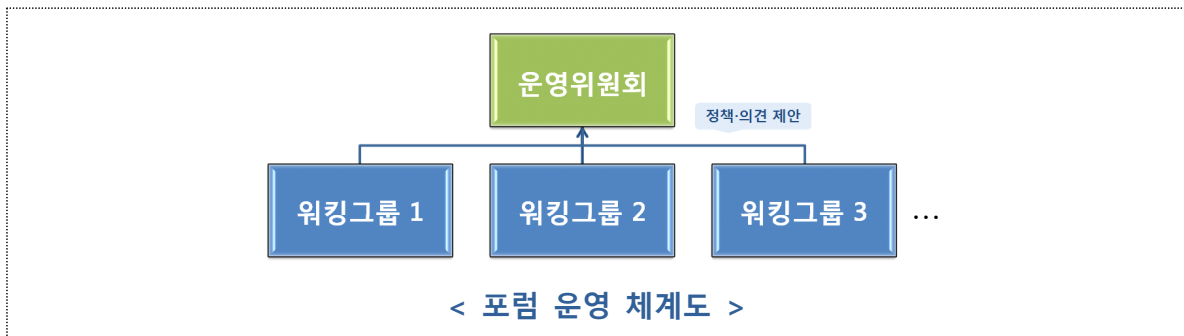 운영위원회
정책·의견 제안
워킹그룹 1
워킹그룹 2
워킹그룹 3
…
< 포럼 운영 체계도 >